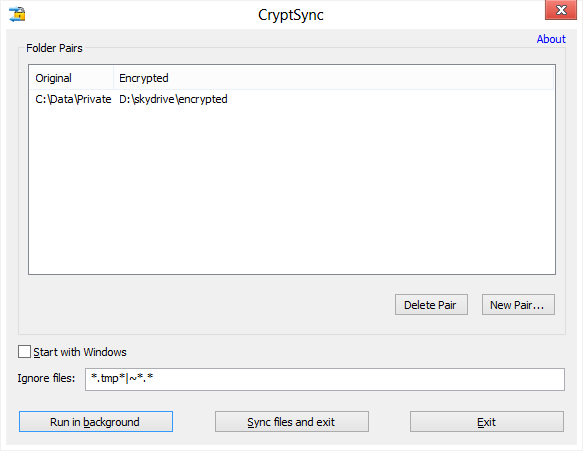 CryptSync
About
Folder Pairs
Original Encrypted
C:\Data\Private D:\skydrive\encrypted
Delete Pair New Pair...
Start with Windows
Ignore files: *.tmp*|~*.*
Run in background Sync files and exit Exit